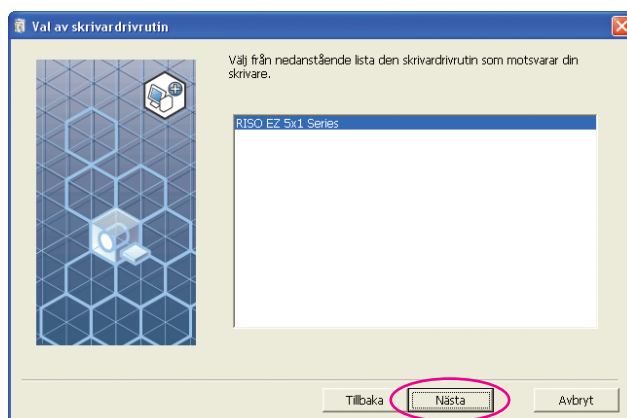 Val av skrivardrivrutin
Välj från nedanstående lista den skrivardrivrutin som motsvarar din
skrivare.
RISO EZ 5x1 Series
Tillbaka
Nästa
Avbryt